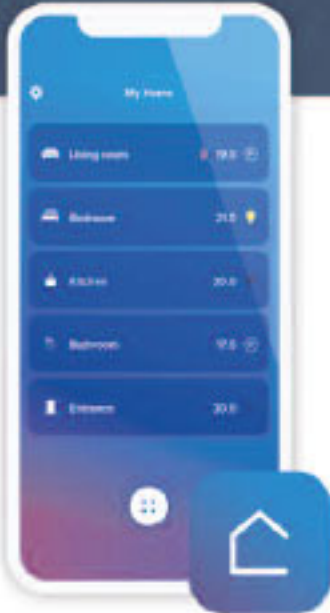 My Home
Living room 19.0
Bedroom 21.5
Kitchen 20.0
Bathroom 17.5
Entrance 20.0